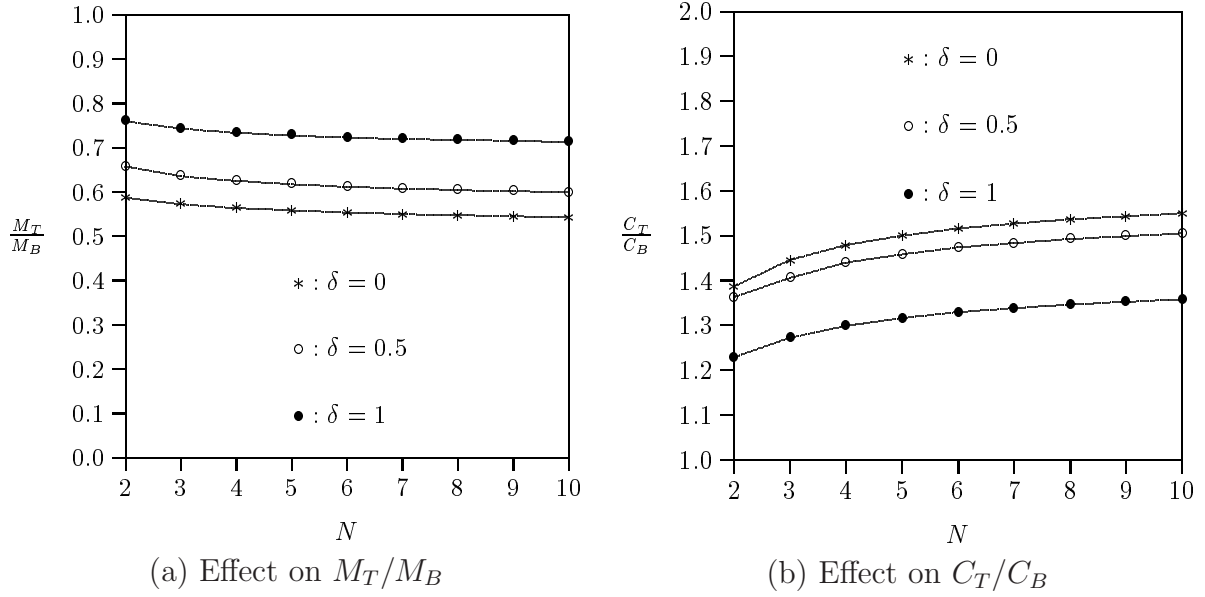 1.0
0.9
0.8
0.7
0.6
0.5
0.4
0.3
0.2
0.1
0.0
M_T
M_B
* : δ = 0
○ : δ = 0.5
● : δ = 1
2 3 4 5 6 7 8 9 10
N
(a) Effect on M_T/M_B
2.0
1.9
1.8
1.7
1.6
1.5
1.4
1.3
1.2
1.1
1.0
C_T
C_B
* : δ = 0
○ : δ = 0.5
● : δ = 1
2 3 4 5 6 7 8 9 10
N
(b) Effect on C_T/C_B